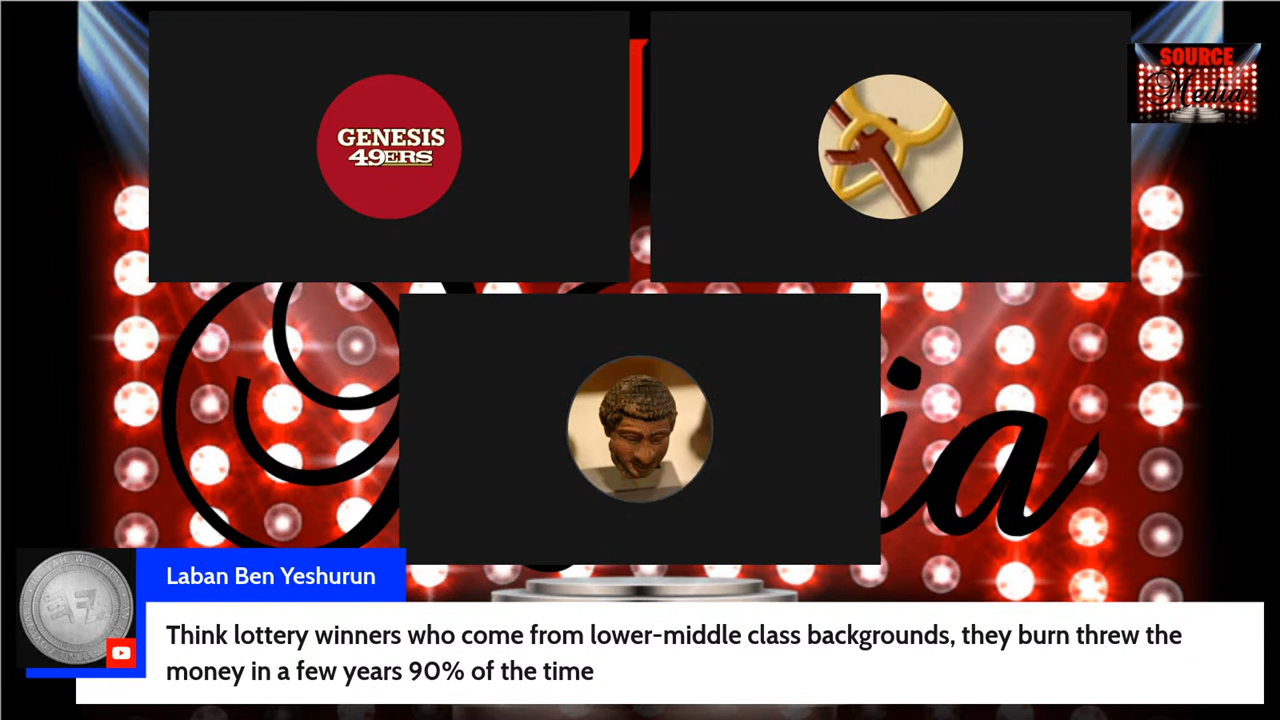 GENESIS
49ERS
SOURCE
Media
Laban Ben Yeshurun
Think lottery winners who come from lower-middle class backgrounds, they burn threw the
money in a few years 90% of the time